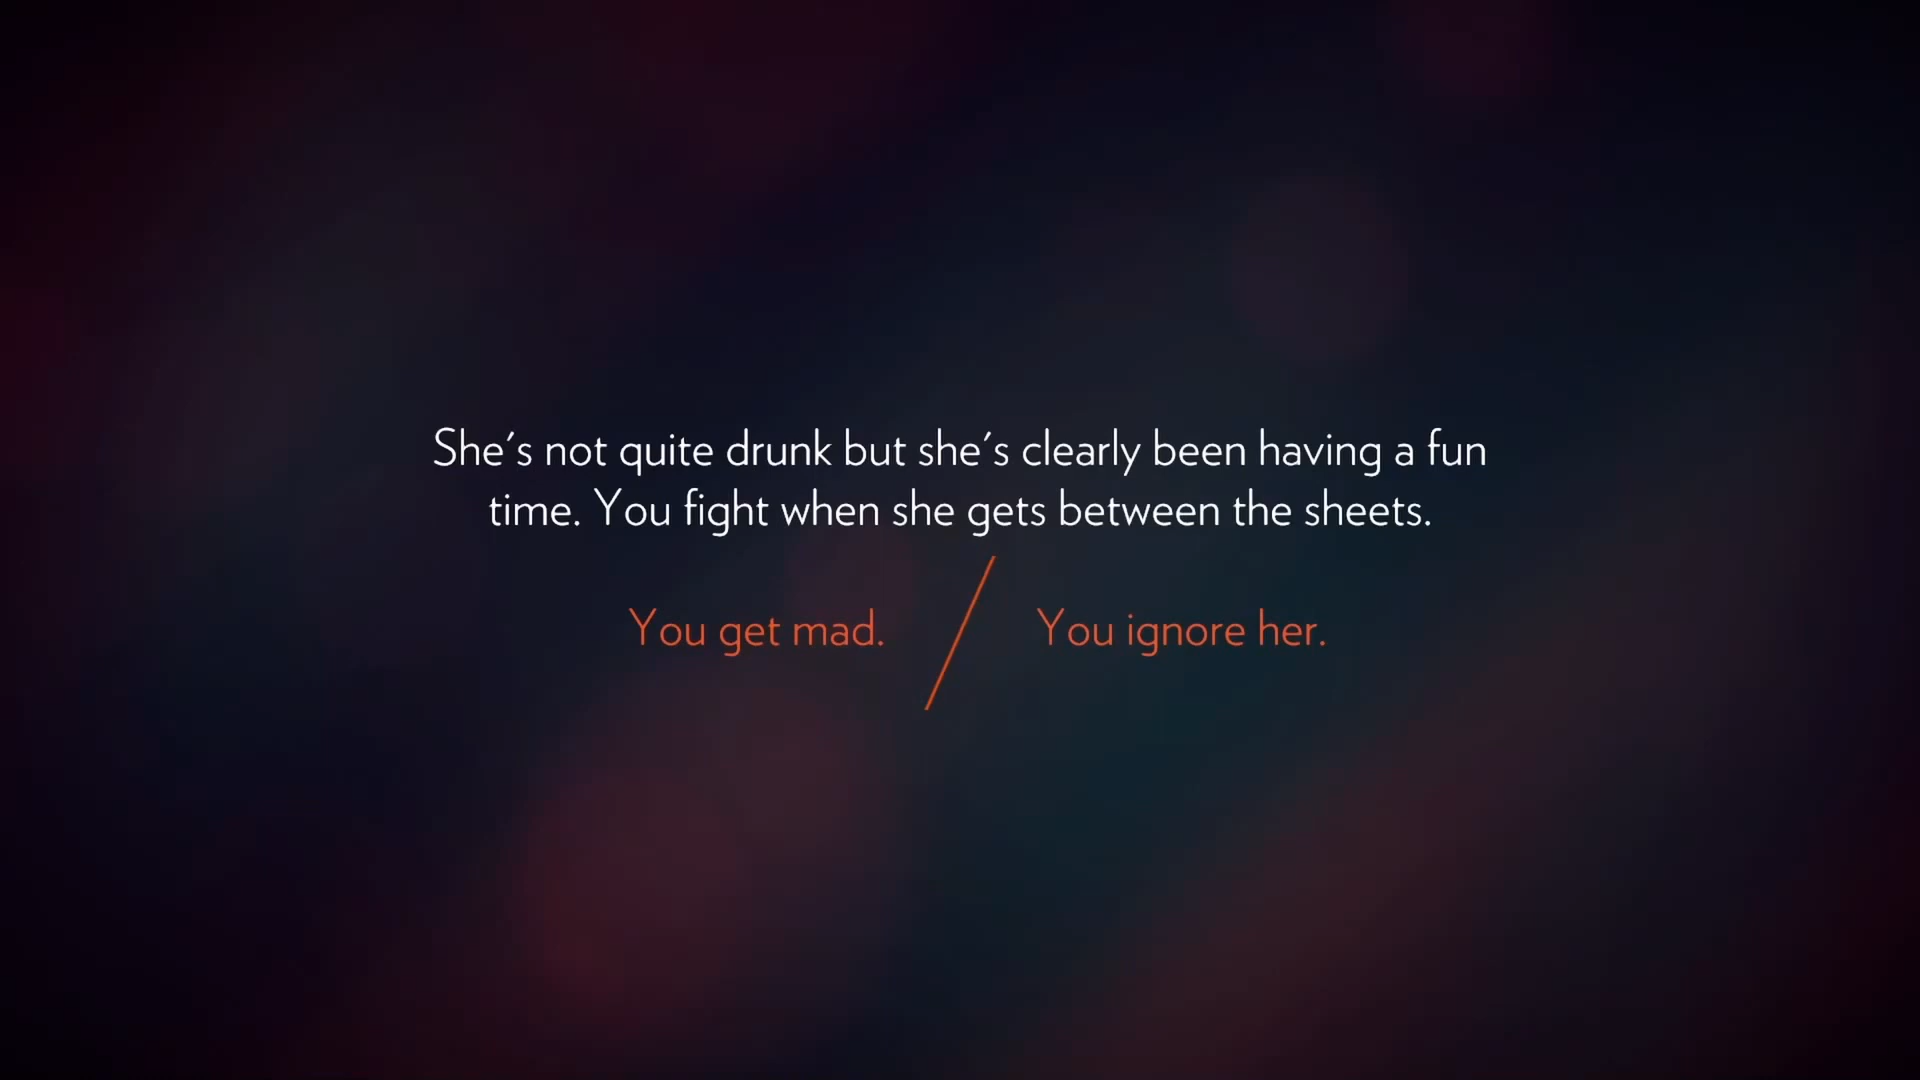 She's not quite drunk but she's clearly been having a fun
time. You fight when she gets between the sheets.
You get mad. / You ignore her.